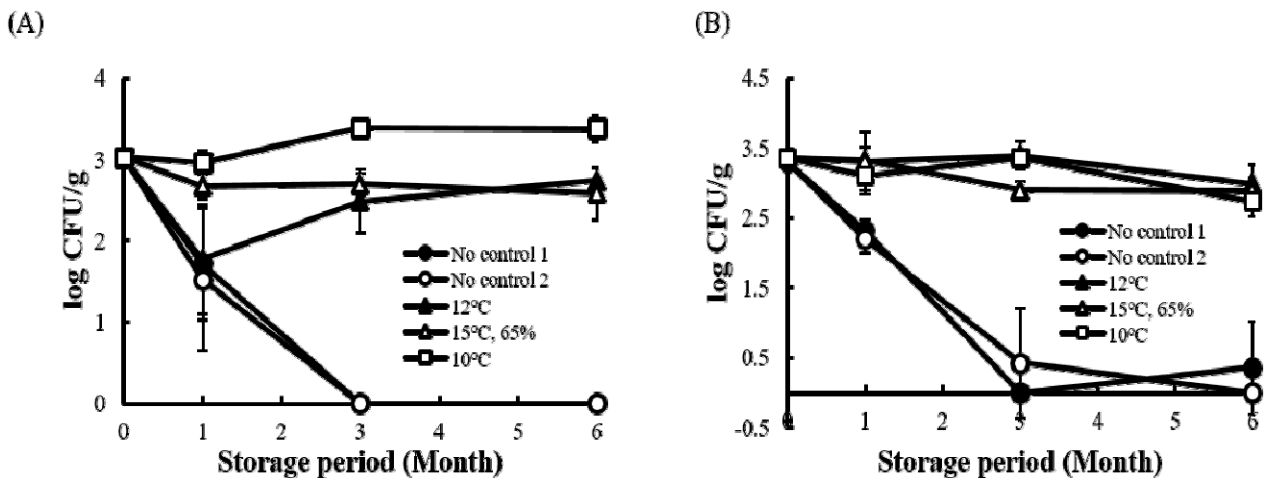 (A)
4
3
2
1
0
log CFU/g
No control 1
No control 2
12°C
15°C, 65%
10°C
0 1 2 3 4 5 6
Storage period (Month)
(B)
4.5
3.5
2.5
1.5
0.5
-0.5
log CFU/g
No control 1
No control 2
12°C
15°C, 65%
10°C
0 1 2 3 4 5 6
Storage period (Month)